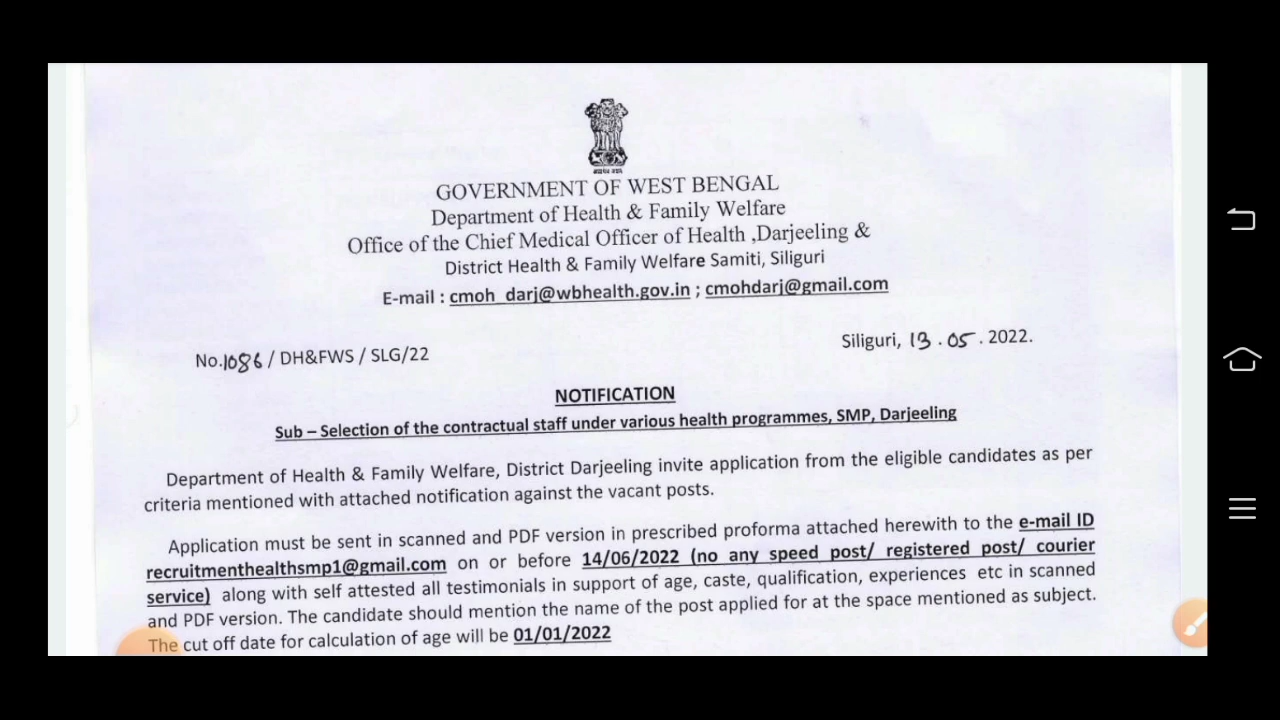 GOVERNMENT OF WEST BENGAL
Department of Health & Family Welfare
Office of the Chief Medical Officer of Health ,Darjeeling &
District Health & Family Welfare Samiti, Siliguri
E-mail : cmoh_darj@wbhealth.gov.in ; cmohdarj@gmail.com
No.1086 / DH&FWS / SLG/22
Siliguri, 13.05.2022.
NOTIFICATION
Sub – Selection of the contractual staff under various health programmes, SMP, Darjeeling
Department of Health & Family Welfare, District Darjeeling invite application from the eligible candidates as per
criteria mentioned with attached notification against the vacant posts.
Application must be sent in scanned and PDF version in prescribed proforma attached herewith to the e-mail ID
recruitmenthealthsmp1@gmail.com on or before 14/06/2022 (no any speed post/ registered post/ courier
service) along with self attested all testimonials in support of age, caste, qualification, experiences etc in scanned
and PDF version. The candidate should mention the name of the post applied for at the space mentioned as subject.
The cut off date for calculation of age will be 01/01/2022